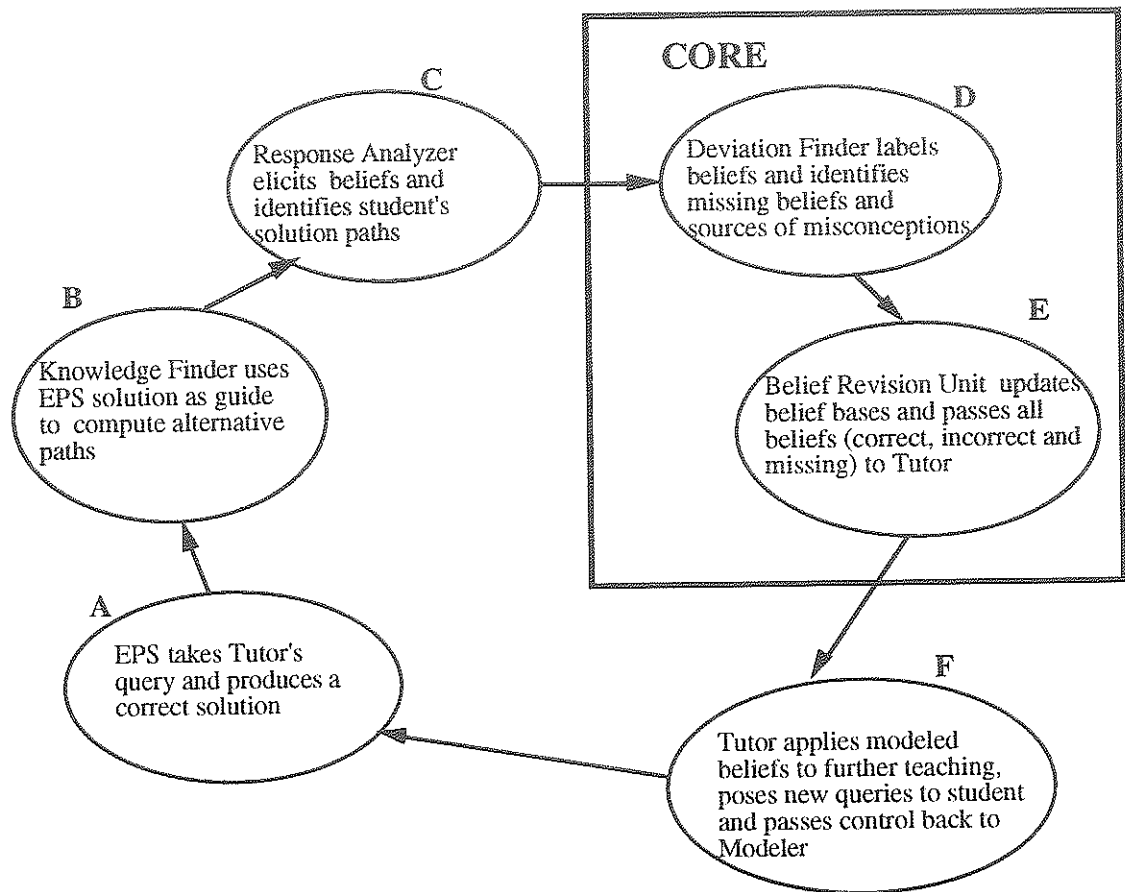 CORE
C
Response Analyzer
elicits beliefs and
identifies student's
solution paths
D
Deviation Finder labels
beliefs and identifies
missing beliefs and
sources of misconceptions
B
Knowledge Finder uses
EPS solution as guide
to compute alternative
paths
E
Belief Revision Unit updates
belief bases and passes all
beliefs (correct, incorrect and
missing) to Tutor
A
EPS takes Tutor's
query and produces a
correct solution
F
Tutor applies modeled
beliefs to further teaching,
poses new queries to student
and passes control back to
Modeler